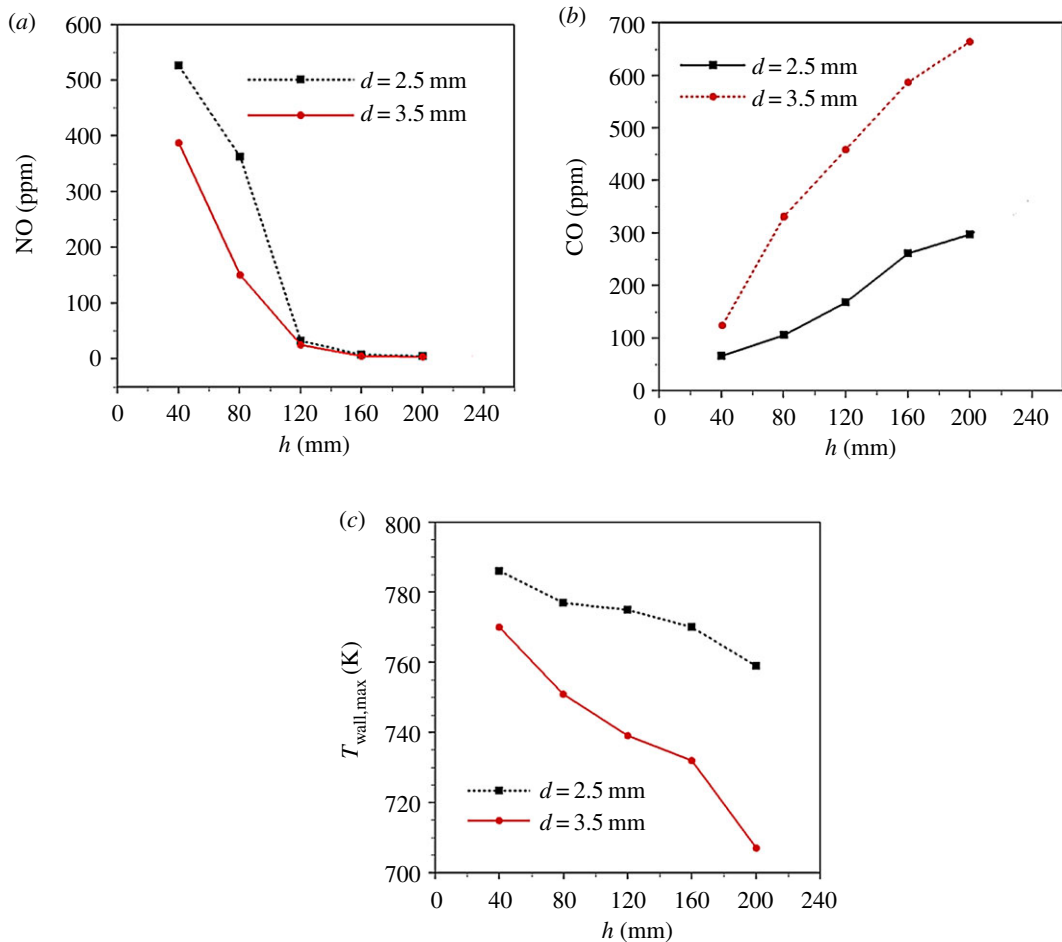 (a)
600
500
400
300
200
100
0
NO (ppm)
d = 2.5 mm
d = 3.5 mm
0 40 80 120 160 200 240
h (mm)
(b)
700
600
500
400
300
200
100
0
CO (ppm)
d = 2.5 mm
d = 3.5 mm
0 40 80 120 160 200 240
h (mm)
(c)
800
780
760
740
720
700
T wall,max (K)
d = 2.5 mm
d = 3.5 mm
0 40 80 120 160 200 240
h (mm)